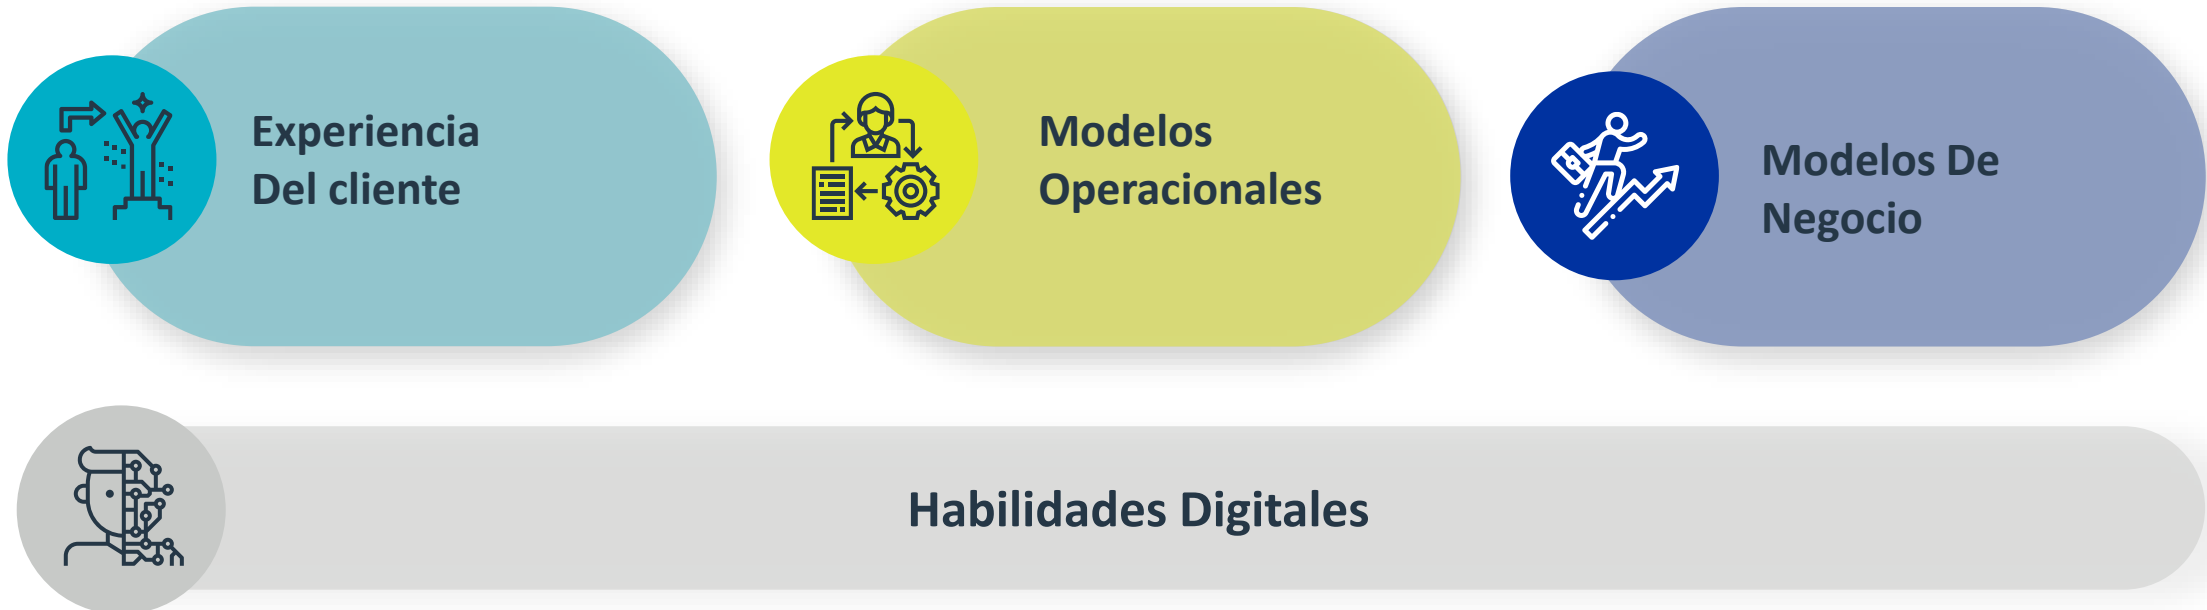 Experiencia
Del cliente
Modelos
Operacionales
Modelos De
Negocio
Habilidades Digitales